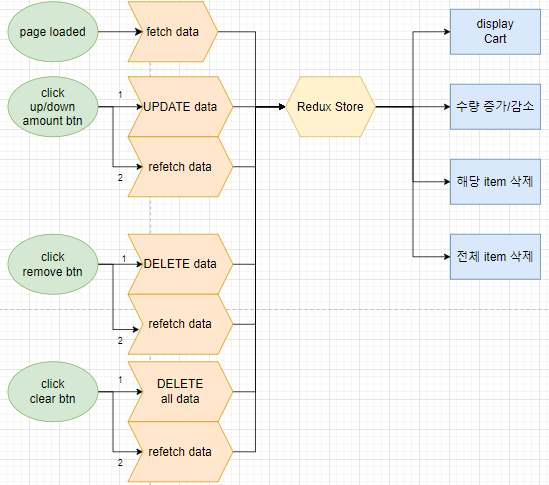 page loaded
fetch data
display
Cart
click
up/down
amount btn
1
UPDATE data
2
refetch data
Redux Store
수량 증가/감소
해당 item 삭제
click
remove btn
1
DELETE data
2
refetch data
전체 item 삭제
click
clear btn
1
DELETE
all data
2
refetch data